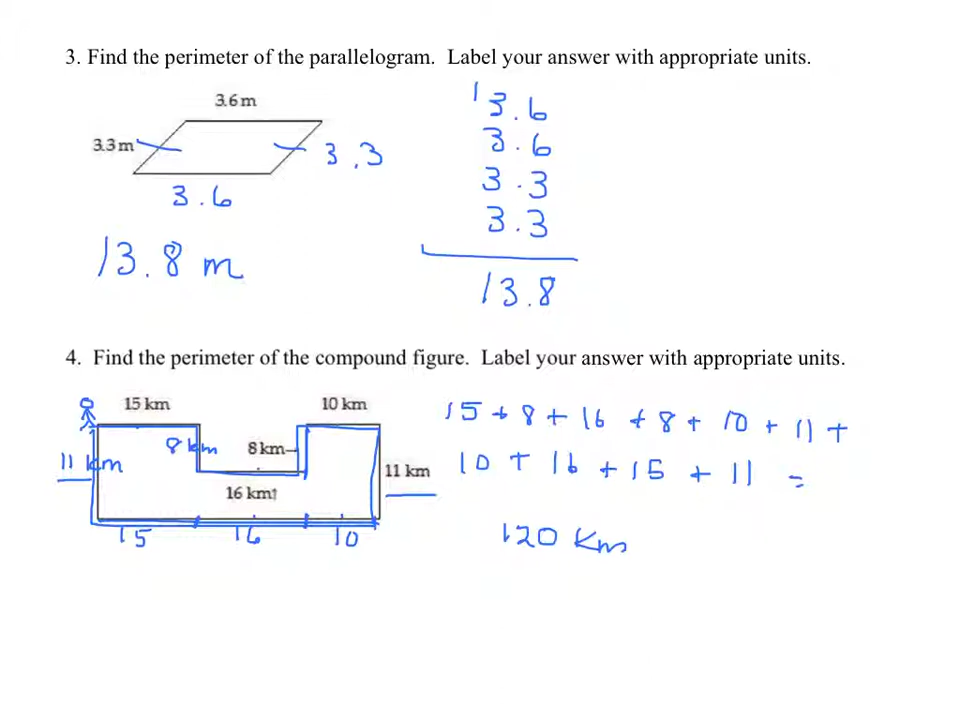 3. Find the perimeter of the parallelogram. Label your answer with appropriate units.
3.6 m
3.3 m
3.3
3.6
13.8 m
1
3.6
3.6
3.3
3.3
13.8
4. Find the perimeter of the compound figure. Label your answer with appropriate units.
15 km
10 km
8 km
8 km
11 km
11 km
16 km
15
16
10
15 + 8 + 16 + 8 + 10 + 11 +
10 + 16 + 15 + 11 =
120 Km